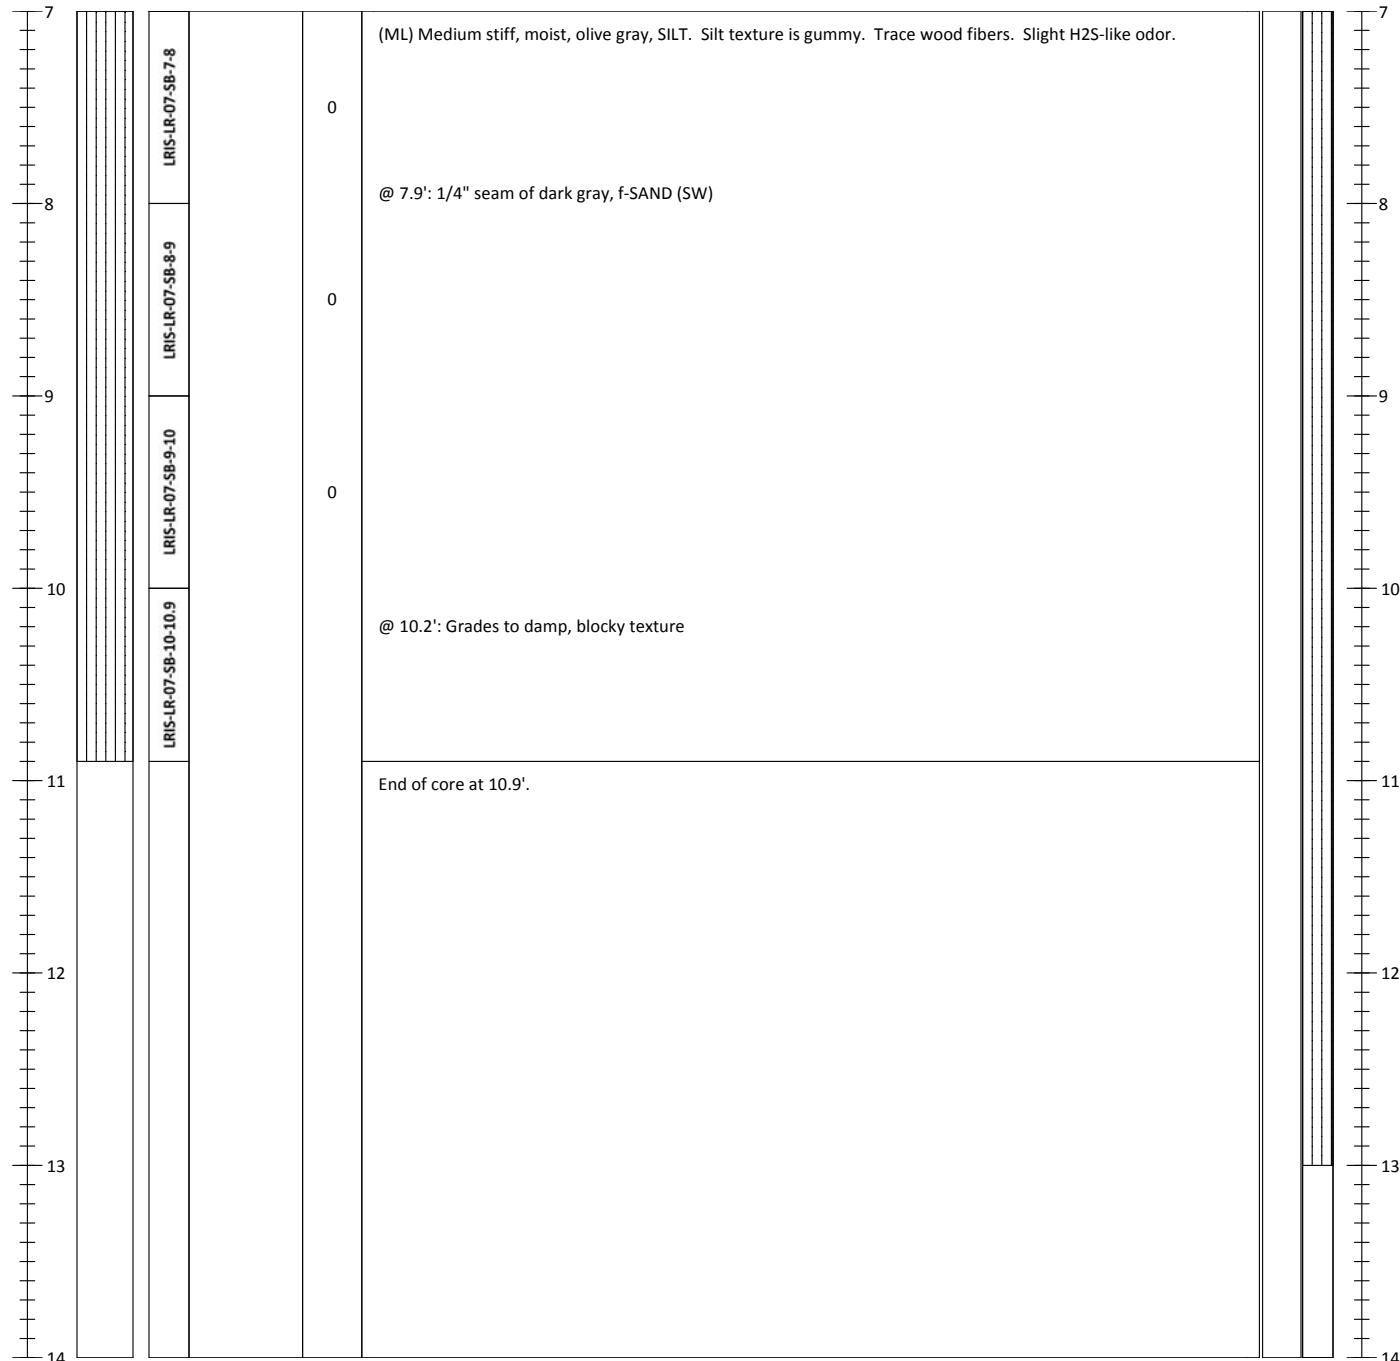 7
7
(ML) Medium stiff, moist, olive gray, SILT.  Silt texture is gummy.  Trace wood fibers.  Slight H2S-like odor.
LRIS-LR-07-SB-7-8
0
@ 7.9': 1/4" seam of dark gray, f-SAND (SW)
8
8
LRIS-LR-07-SB-8-9
0
9
9
LRIS-LR-07-SB-9-10
0
10
10
@ 10.2': Grades to damp, blocky texture
LRIS-LR-07-SB-10-10.9
11
11
End of core at 10.9'.
12
12
13
13
14
14